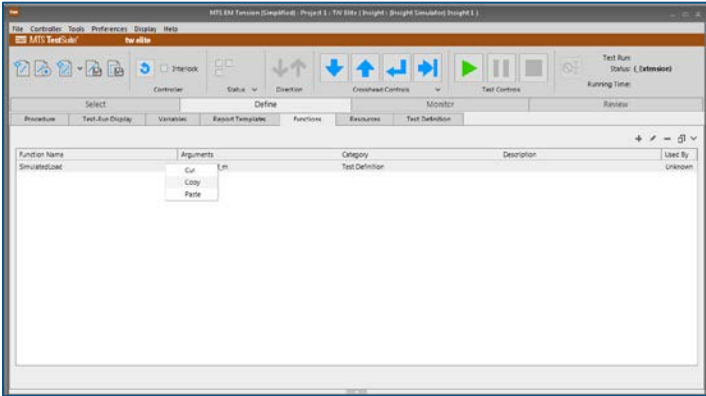 MTS EM Tension (Simplified) : Project 1 : TW Elite ( Insight - (Insight Simulator) Insight 1 )
File Controller Tools Preferences Display Help
MTS TestSuite tw elite
Interlock
Test Run
Status: (_Extension)
Running Time:
Controller Status Direction Crosshead Controls Test Controls
Select Define Monitor Review
Procedure Test-Run Display Variables Report Templates Functions Resources Test Definition
Function Name Arguments Category Description Used By
SimulatedLoad Test Definition Unknown
Cut
Copy
Paste